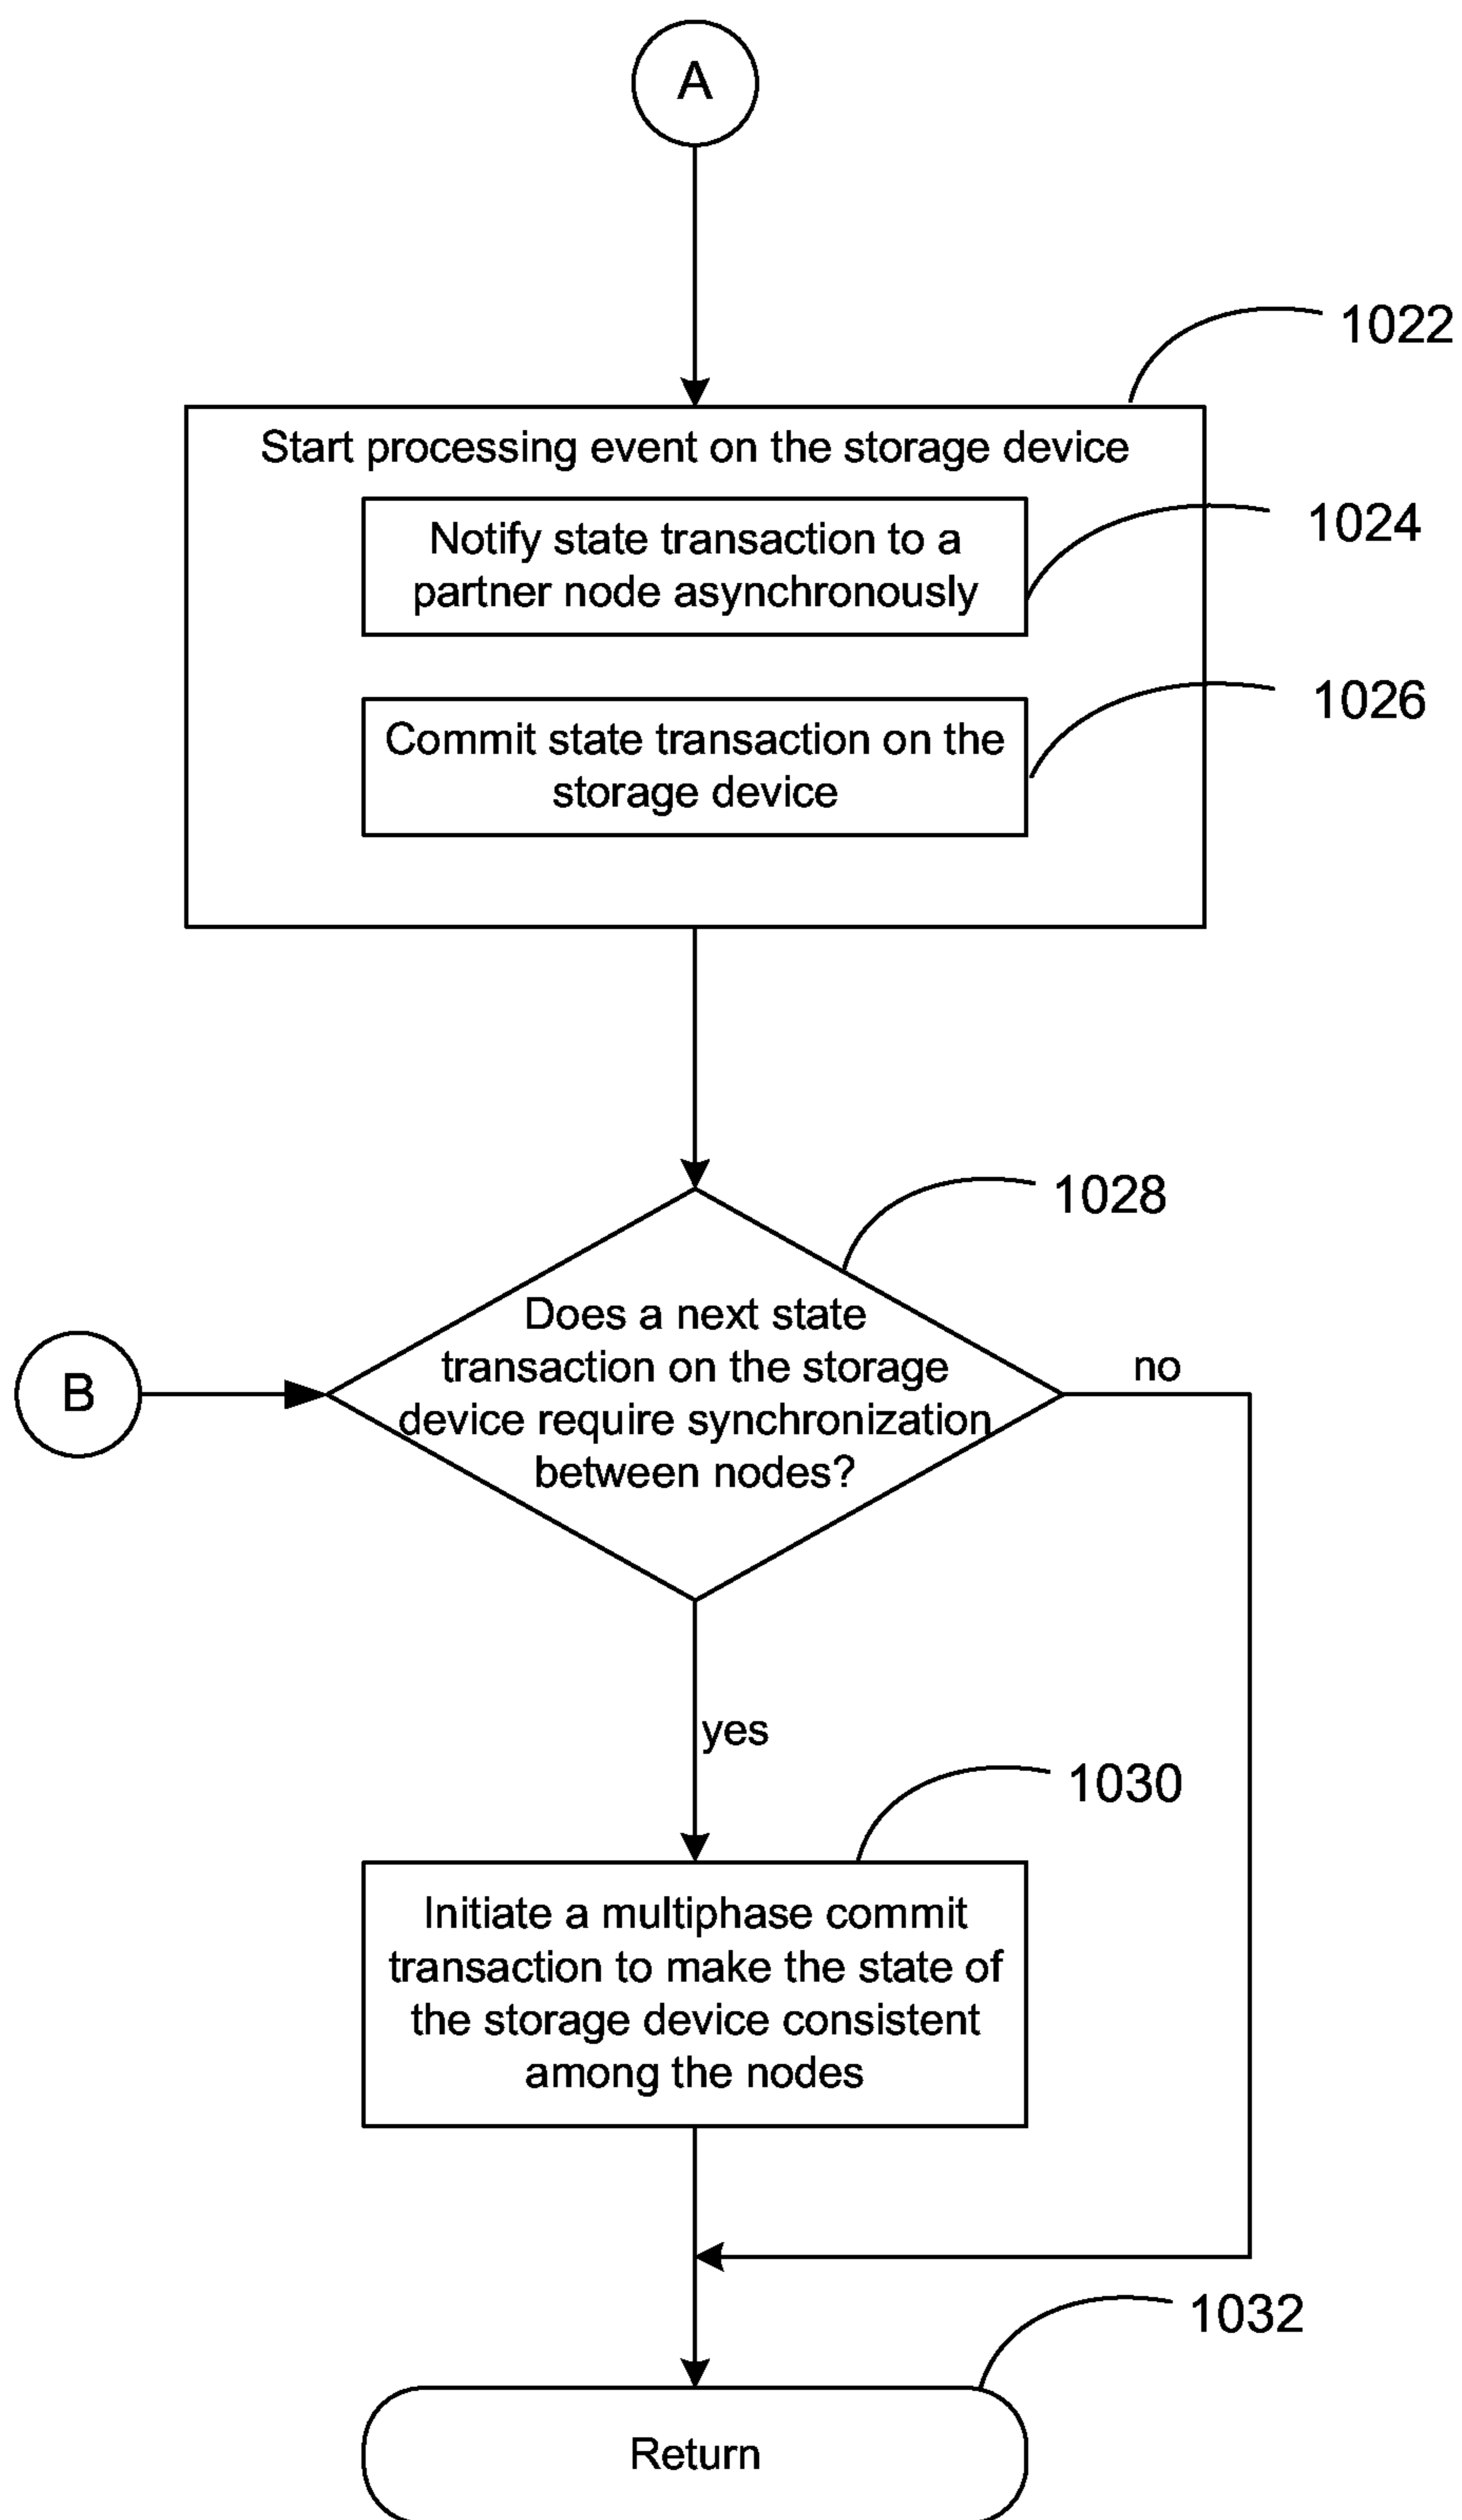 A
1022
Start processing event on the storage device
1024
Notify state transaction to a
partner node asynchronously
1026
Commit state transaction on the
storage device
1028
Does a next state
transaction on the storage
device require synchronization
between nodes?
B
no
yes
1030
Initiate a multiphase commit
transaction to make the state of
the storage device consistent
among the nodes
1032
Return